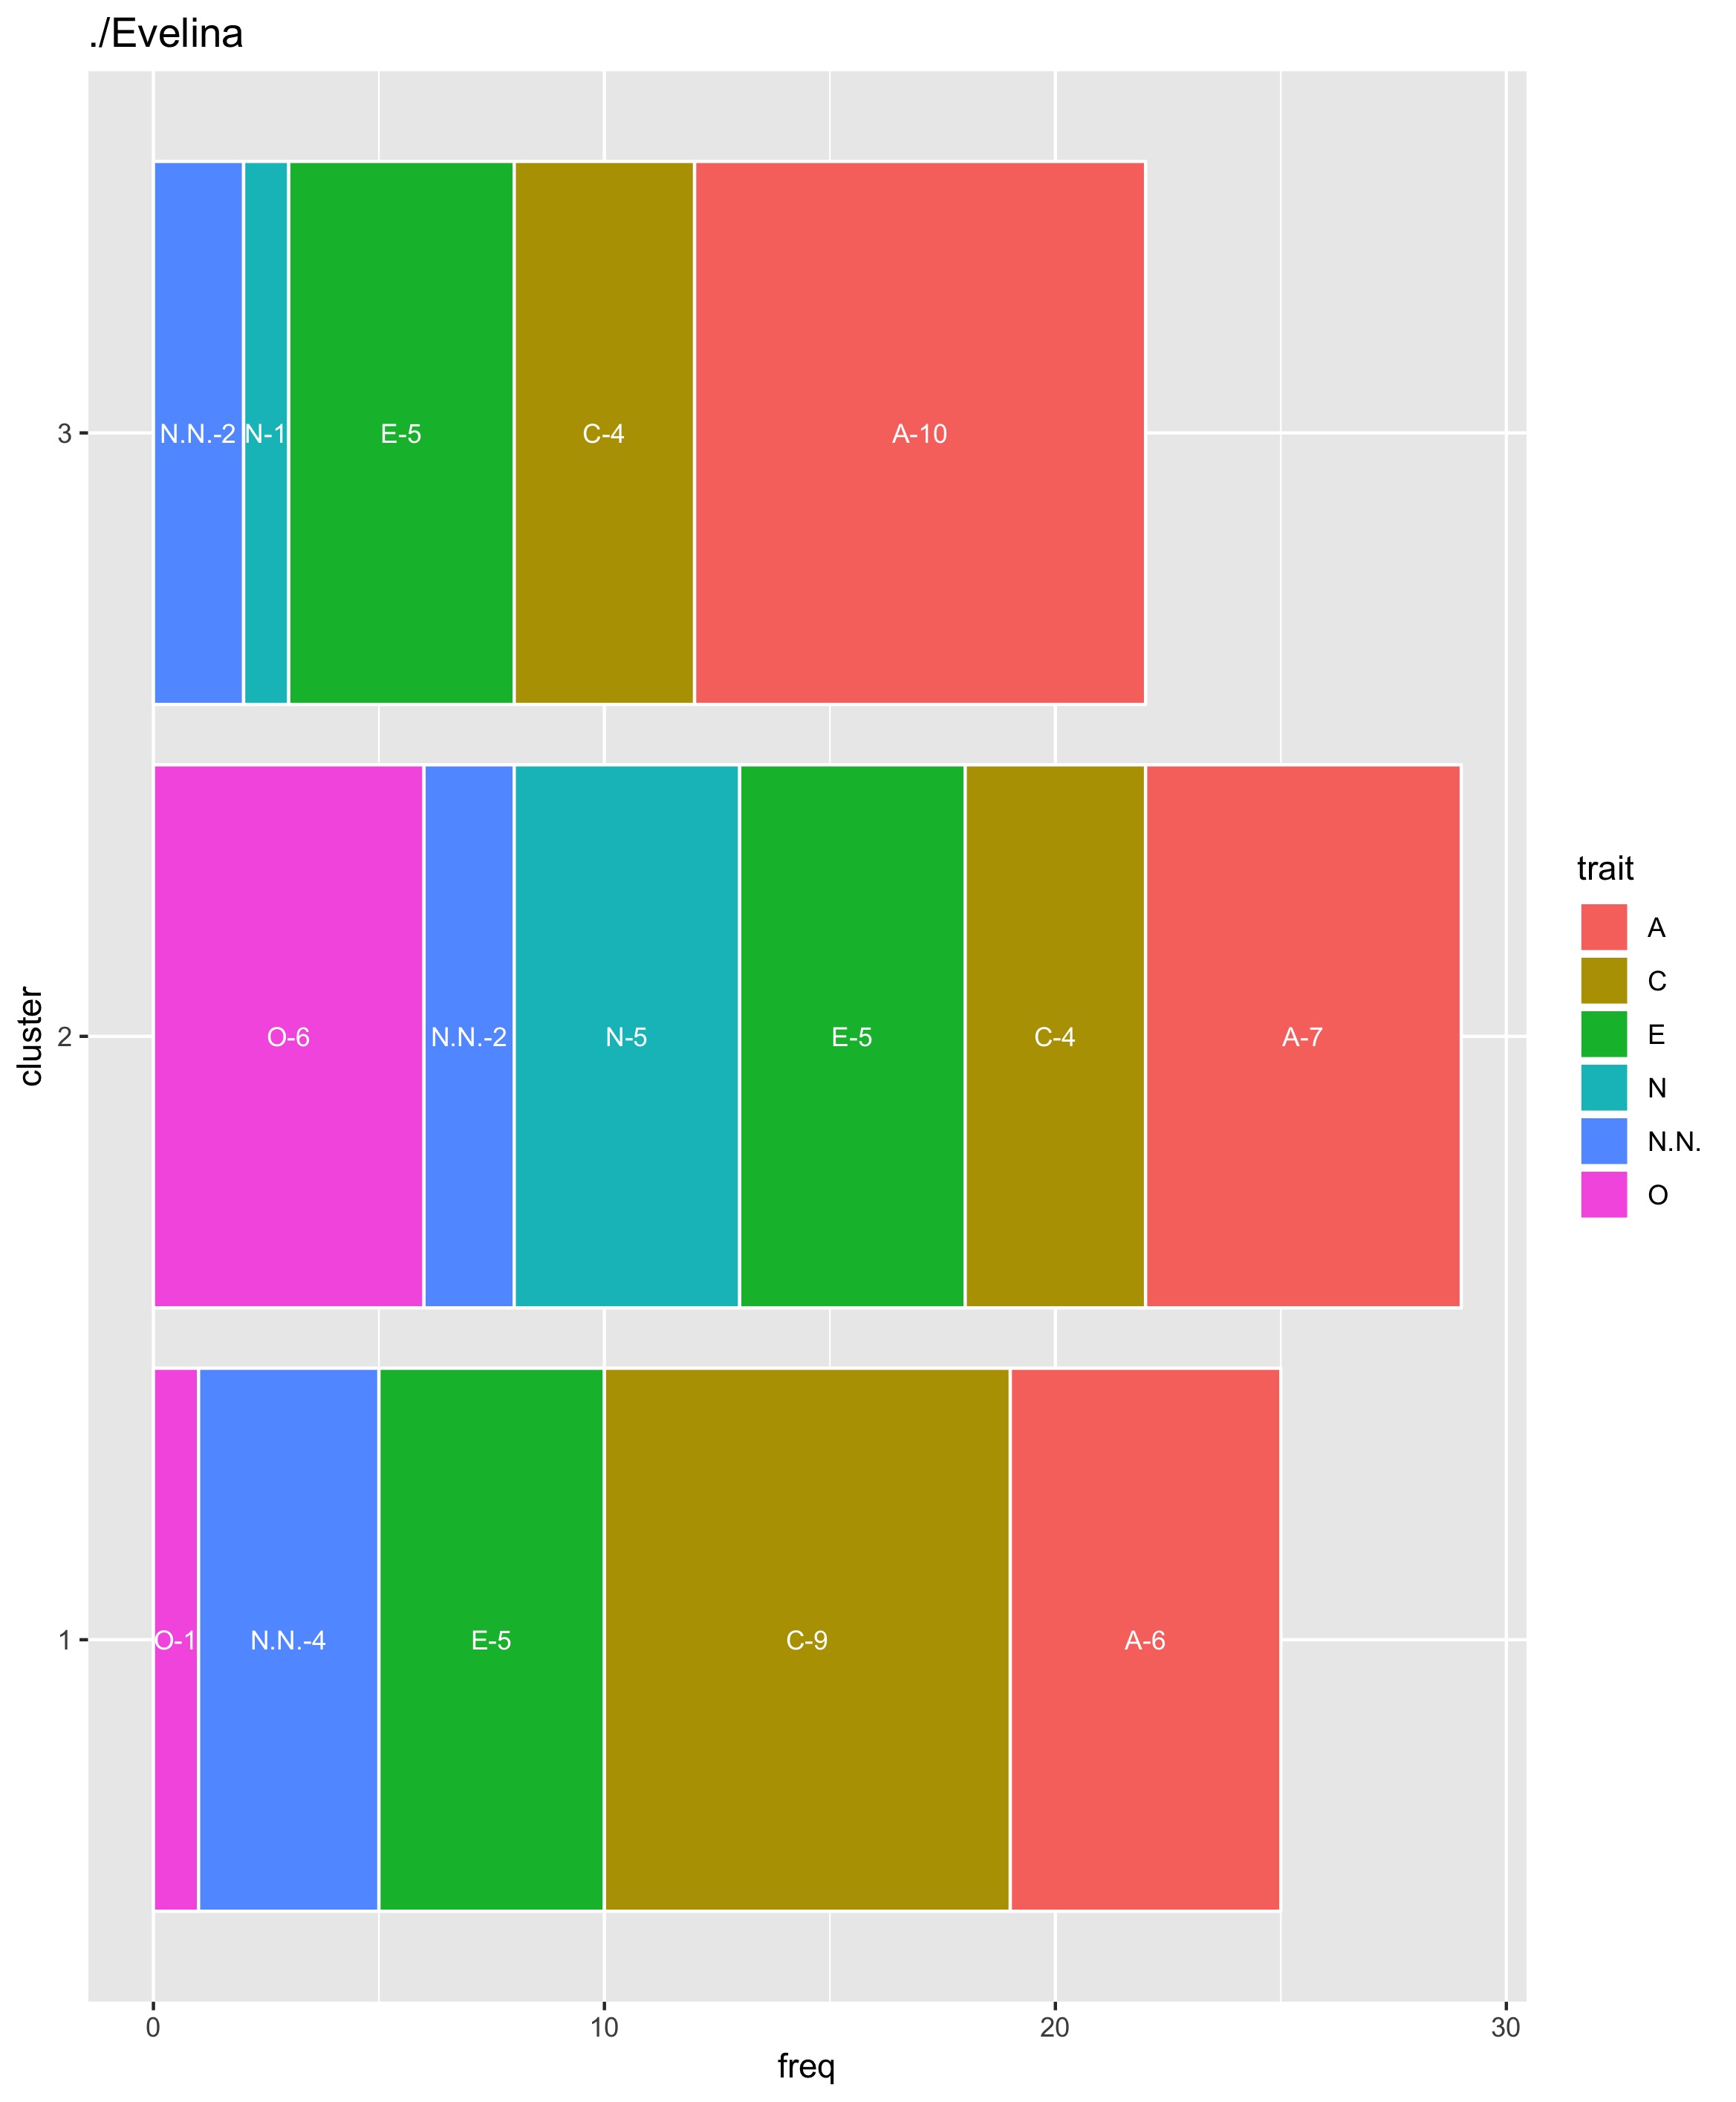 ./Evelina
3
N.N.-2 N-1 E-5 C-4 A-10
cluster
2
O-6 N.N.-2 N-5 E-5 C-4 A-7
1
O-1 N.N.-4 E-5 C-9 A-6
0 10 20 30
freq
trait
A
C
E
N
N.N.
O